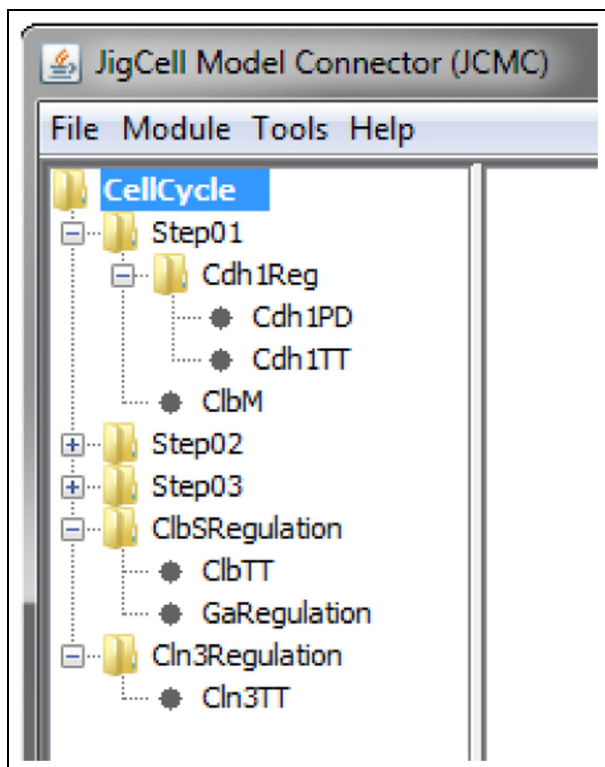 JigCell Model Connector (JCMC)
File Module Tools Help
CellCycle
Step01
Cdh1Reg
Cdh1PD
Cdh1TT
ClbM
Step02
Step03
ClbSRegulation
ClbTT
GaRegulation
Cln3Regulation
Cln3TT